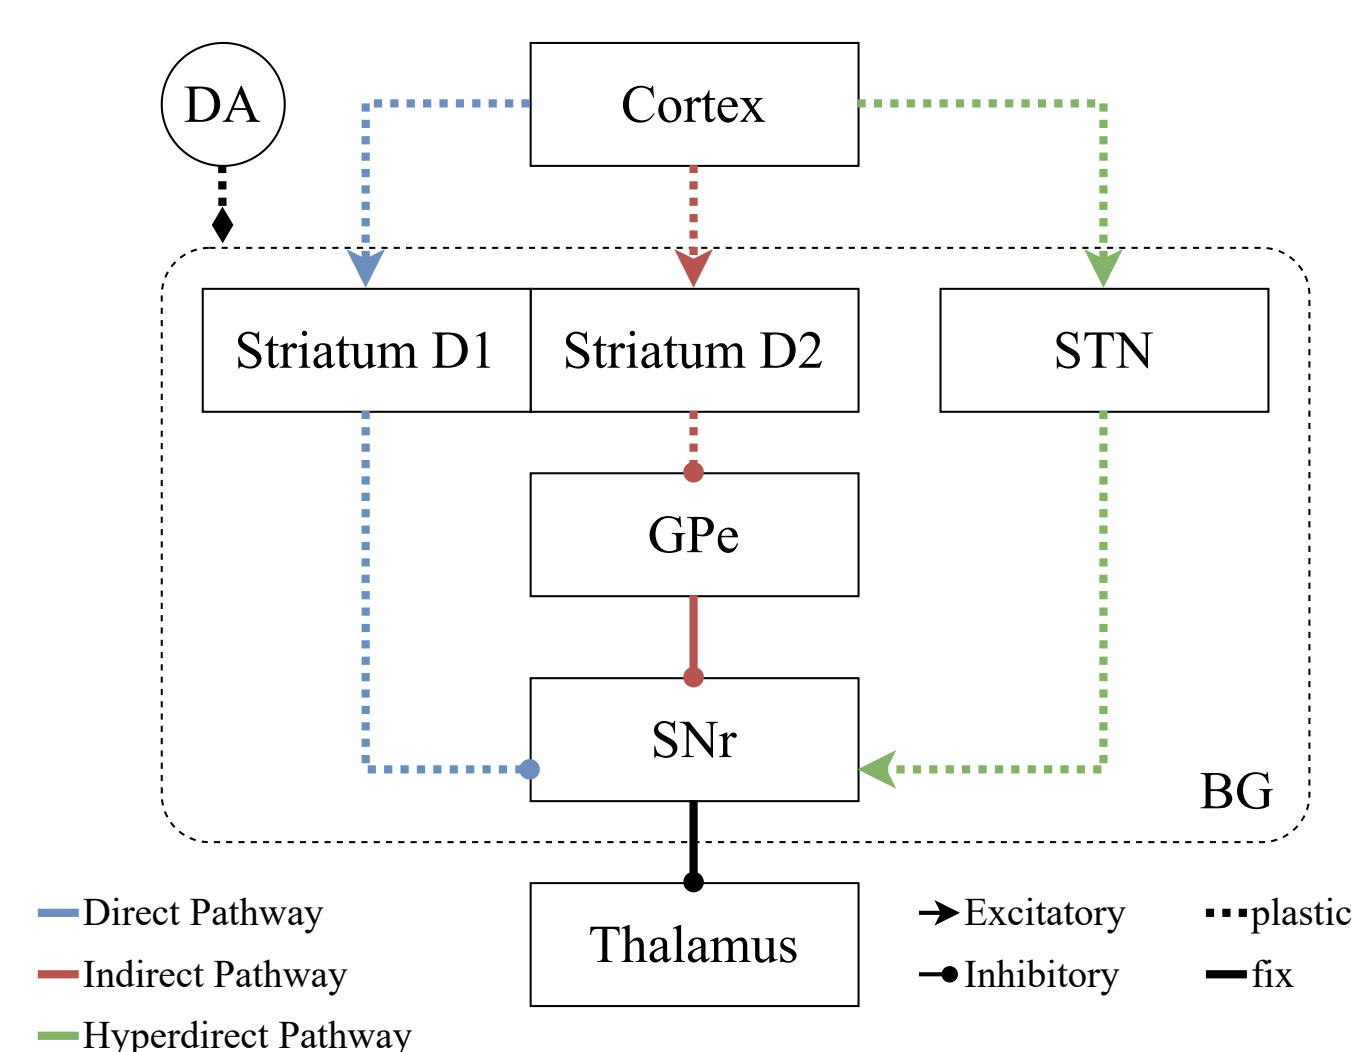 DA
Cortex
Striatum D1
Striatum D2
STN
GPe
SNr
BG
Thalamus
Direct Pathway
Indirect Pathway
Hyperdirect Pathway
Excitatory
Inhibitory
plastic
fix